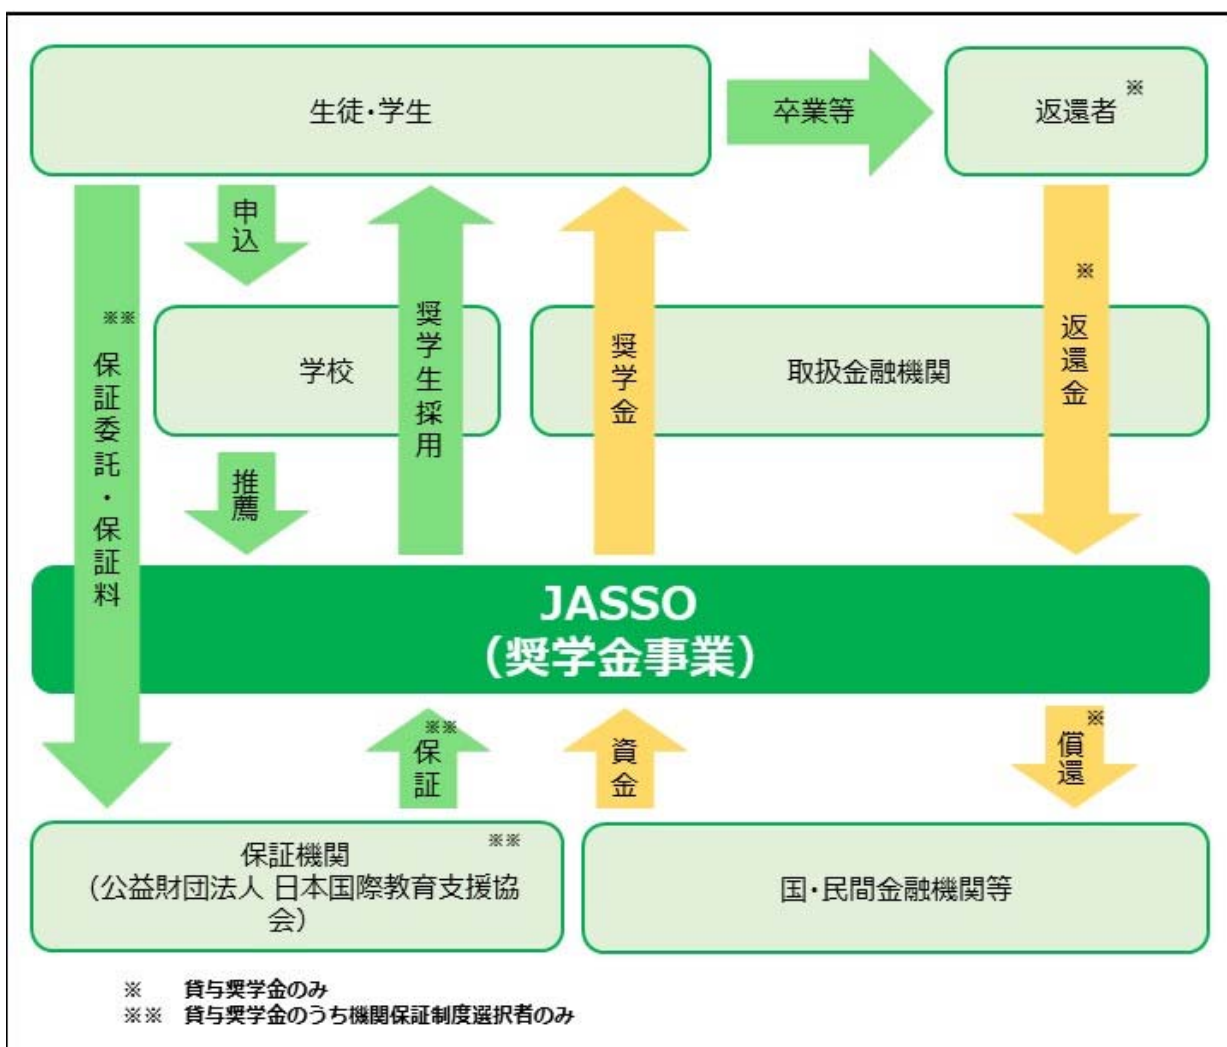 生徒・学生
卒業等
返還者
※
申込
※※
保証委託・保証料
学校
奨学生採用
奨学金
取扱金融機関
※
返還金
推薦
JASSO
（奨学金事業）
※※
保証
資金
※
償還
保証機関
※※
（公益財団法人 日本国際教育支援協
会）
国・民間金融機関等
※ 貸与奨学金のみ
※※ 貸与奨学金のうち機関保証制度選択者のみ